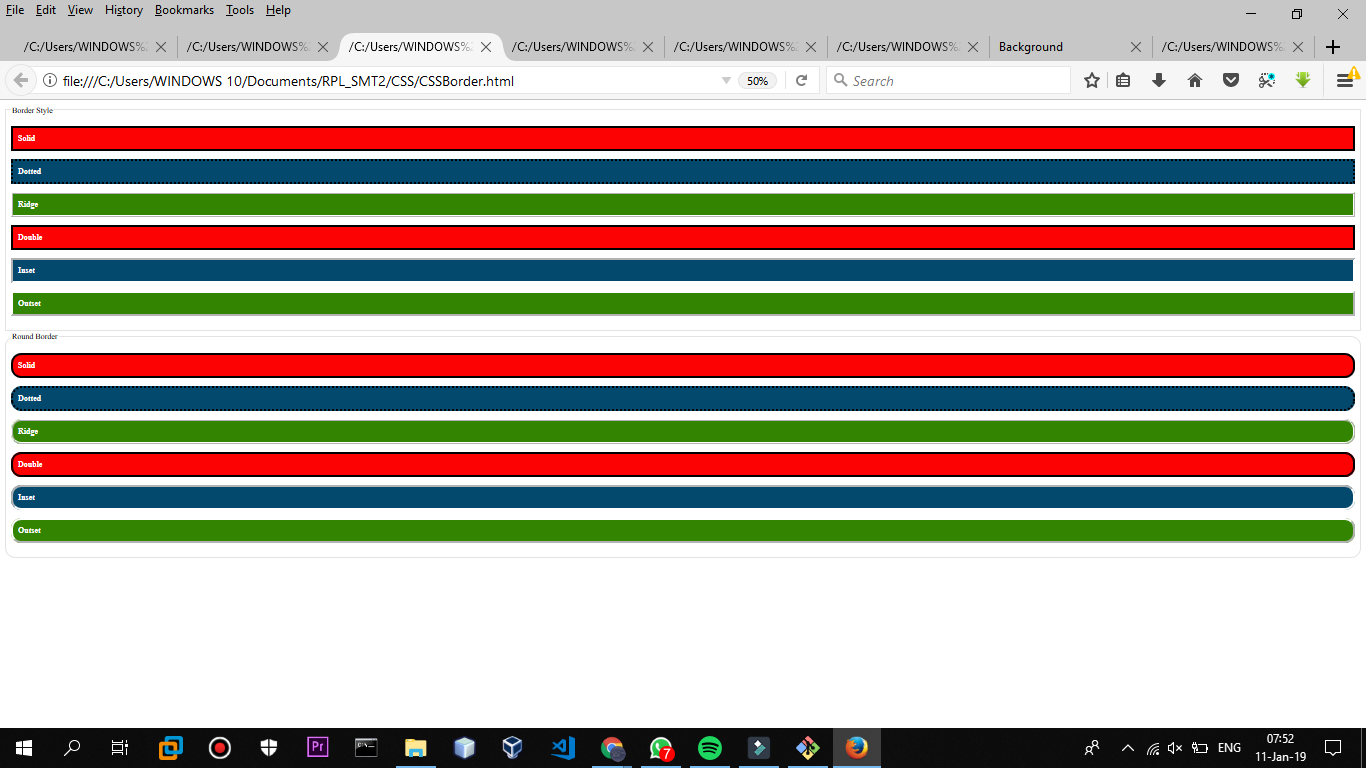 File Edit View History Bookmarks Tools Help
/C:/Users/WINDOWS% /C:/Users/WINDOWS% /C:/Users/WINDOWS% /C:/Users/WINDOWS% /C:/Users/WINDOWS% /C:/Users/WINDOWS% Background /C:/Users/WINDOWS%
file:///C:/Users/WINDOWS 10/Documents/RPL_SMT2/CSS/CSSBorder.html 50% Search
Border Style
Solid
Dotted
Ridge
Double
Inset
Outset
Round Border
Solid
Dotted
Ridge
Double
Inset
Outset
Pr 7 ENG 07:52
11-Jan-19